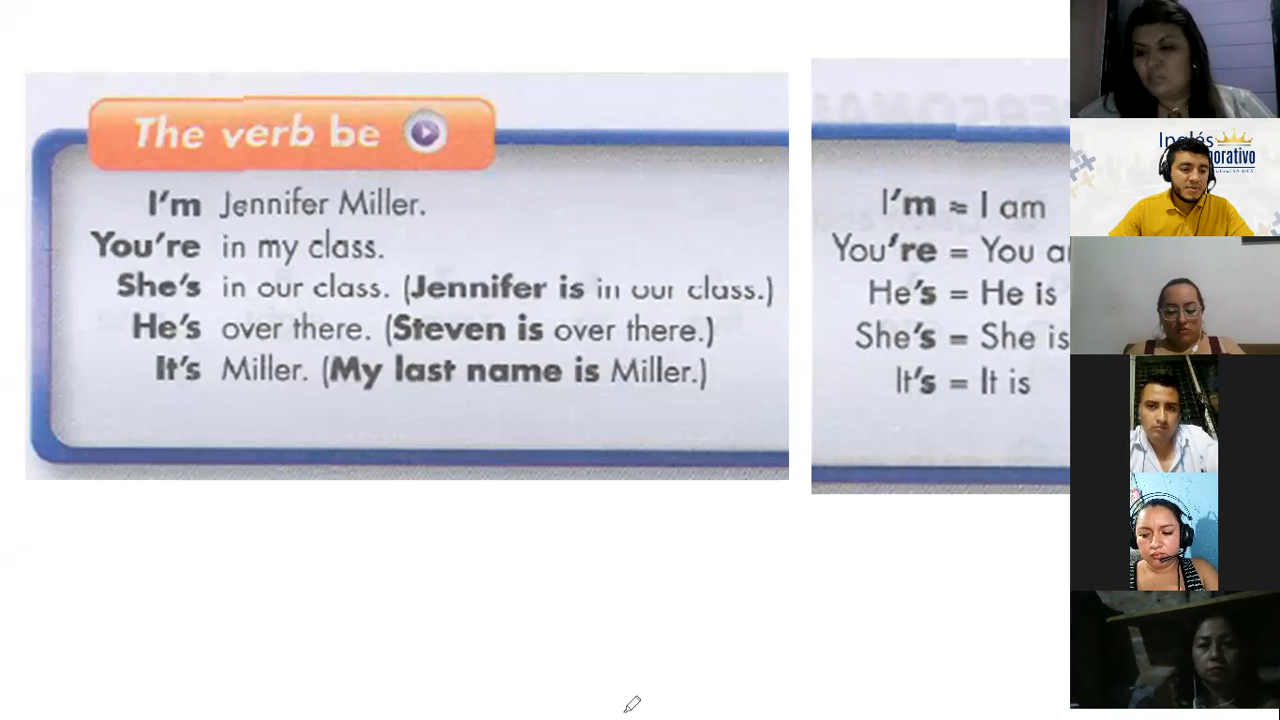 The verb be
I'm Jennifer Miller.
You're in my class.
She's in our class. (Jennifer is in our class.)
He's over there. (Steven is over there.)
It's Miller. (My last name is Miller.)
I'm = I am
You're = You
He's = He is
She's = She is
It's = It is
Inglés